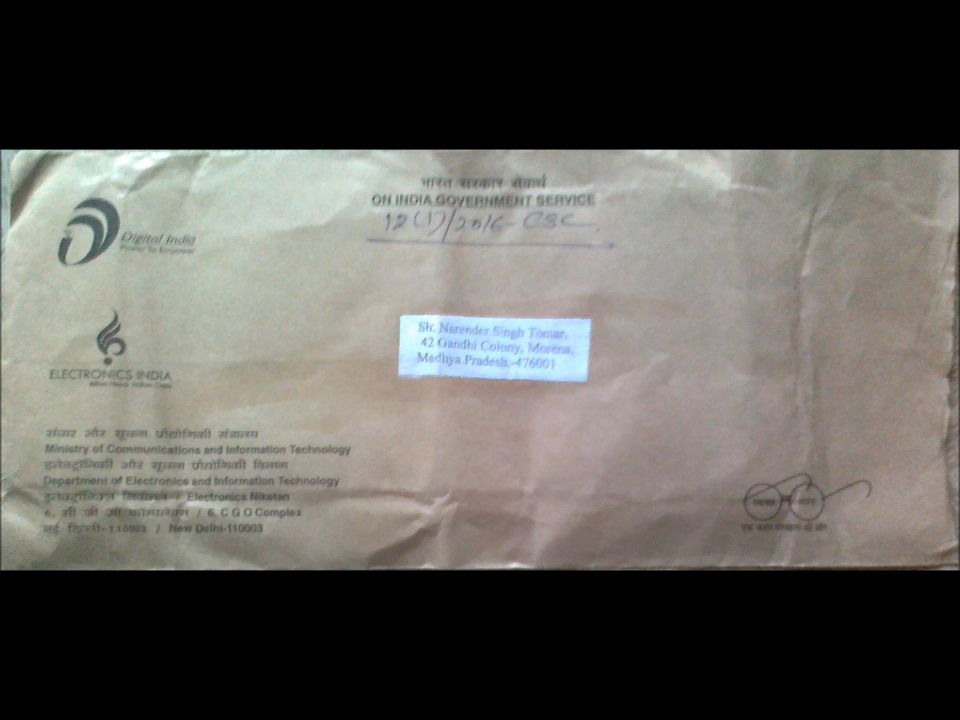 भारत सरकार सेवार्थ
ON INDIA GOVERNMENT SERVICE
12(1)/2016-CSC
Digital India
Power To Empower
Sh. Narender Singh Tomar,
42 Gandhi Colony, Morena,
Madhya Pradesh.-476001
ELECTRONICS INDIA
संचार और सूचना प्रौद्योगिकी मंत्रालय
Ministry of Communications and Information Technology
इलेक्ट्रॉनिकी और सूचना प्रौद्योगिकी विभाग
Department of Electronics and Information Technology
इलेक्ट्रॉनिक्स निकेतन / Electronics Niketan
6, सी जी ओ काम्पलेक्स / 6, C G O Complex
नई दिल्ली-110003 / New Delhi-110003
स्वच्छ भारत
एक कदम स्वच्छता की ओर